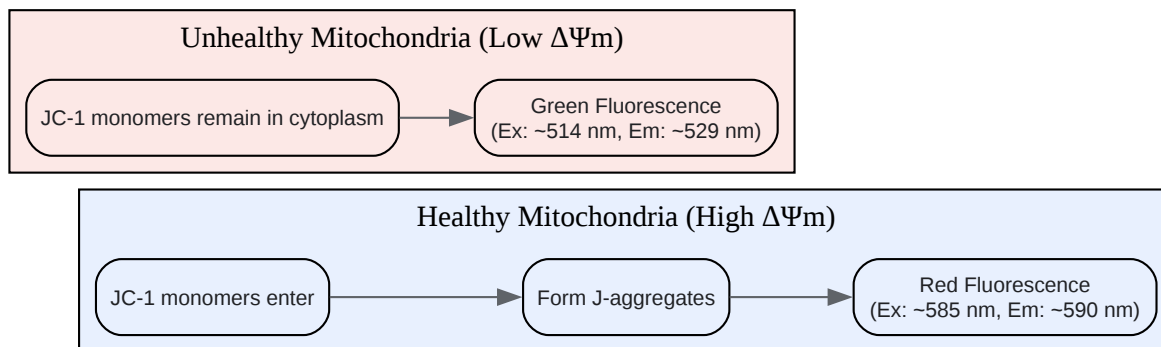 Unhealthy Mitochondria (Low ΔΨm)
JC-1 monomers remain in cytoplasm
Green Fluorescence
(Ex: ~514 nm, Em: ~529 nm)
Healthy Mitochondria (High ΔΨm)
JC-1 monomers enter
Form J-aggregates
Red Fluorescence
(Ex: ~585 nm, Em: ~590 nm)